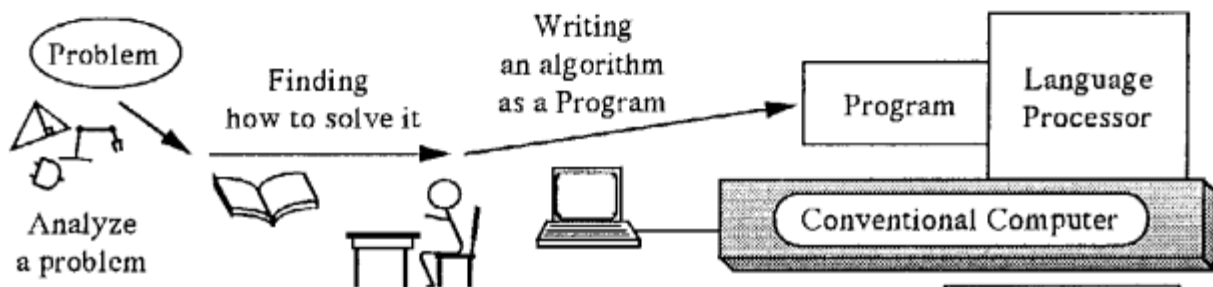 Problem
Analyze
a problem
Finding
how to solve it
Writing
an algorithm
as a Program
Program
Language
Processor
Conventional Computer